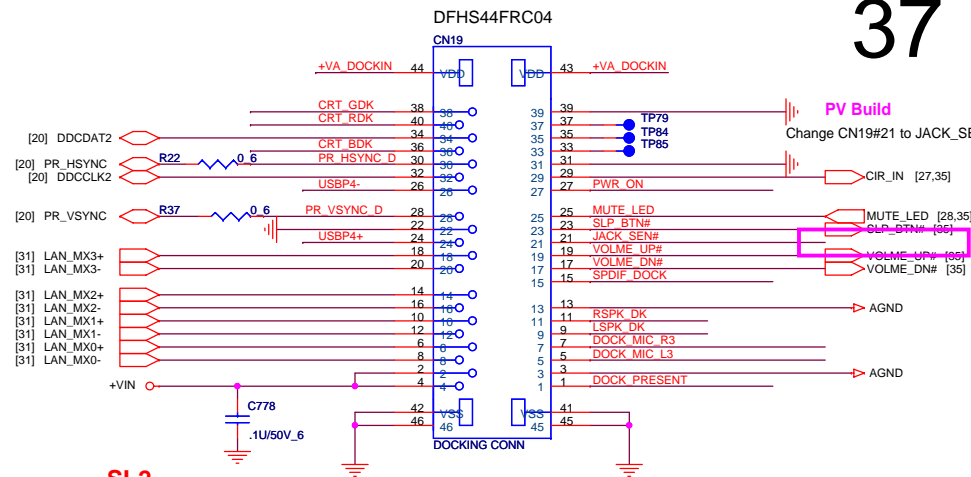 37
DFHS44FRC04
CN19
+VA_DOCKIN 44 VDD VDD 43 +VA_DOCKIN
CRT_GDK 38 38 39 39
CRT_RDK 40 40 37 37 TP79
[20] DDCDAT2 34 34 35 35 TP84
CRT_BDK 36 36 33 33 TP85
[20] PR_HSYNC R22 0_6 PR_HSYNC_D 30 30 31 31
[20] DDCCLK2 32 32 29 29 CIR_IN [27,35]
USBP4- 26 26 27 27 PWR_ON
PV Build
Change CN19#21 to JACK_SE
[20] PR_VSYNC R37 0_6 PR_VSYNC_D 28 28 25 25 MUTE_LED MUTE_LED [28,35]
22 22 23 23 SLP_BTN# SLP_BTN# [35]
USBP4+ 24 24 21 21 JACK_SEN#
[31] LAN_MX3+ 18 18 19 19 VOLME_UP# VOLME_UP# [35]
[31] LAN_MX3- 20 20 17 17 VOLME_DN# VOLME_DN# [35]
15 15 SPDIF_DOCK
[31] LAN_MX2+ 14 14 13 13 AGND
[31] LAN_MX2- 16 16
[31] LAN_MX1+ 10 10 11 11 RSPK_DK
[31] LAN_MX1- 12 12 9 9 LSPK_DK
[31] LAN_MX0+ 6 6 7 7 DOCK_MIC_R3
[31] LAN_MX0- 8 8 5 5 DOCK_MIC_L3
2 2 3 3 AGND
+VIN 4 4 1 1 DOCK_PRESENT
C778
.1U/50V_6
42 VSS VSS 41
46 46 45 45
DOCKING CONN